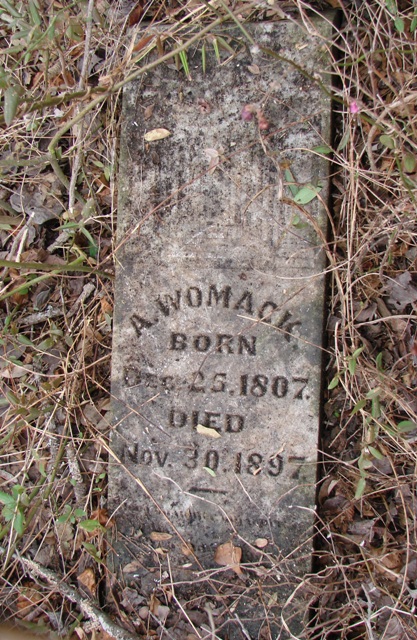 A. WOMACK.
BORN
Dec. 25. 1807.
DIED
Nov. 30. 1897.